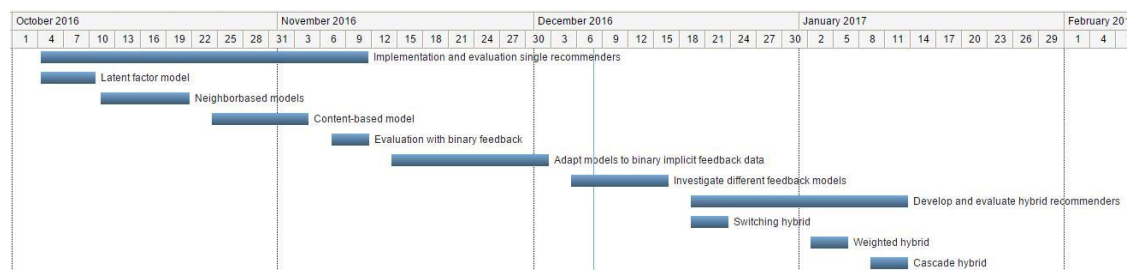 October 2016 November 2016 December 2016 January 2017 February 201
1 4 7 10 13 16 19 22 25 28 31 3 6 9 12 15 18 21 24 27 30 3 6 9 12 15 18 21 24 27 30 2 5 8 11 14 17 20 23 26 29 1 4
Implementation and evaluation single recommenders
Latent factor model
Neighborbased models
Content-based model
Evaluation with binary feedback
Adapt models to binary implicit feedback data
Investigate different feedback models
Develop and evaluate hybrid recommenders
Switching hybrid
Weighted hybrid
Cascade hybrid